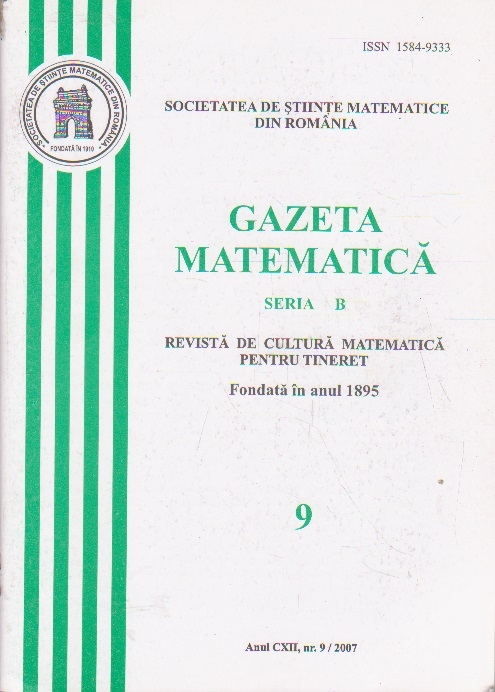 ISSN 1584-9333
SOCIETATEA DE ȘTIINȚE MATEMATICE DIN ROMÂNIA
FONDATĂ ÎN 1910
SOCIETATEA DE ŞTIINŢE MATEMATICE
DIN ROMÂNIA
GAZETA
MATEMATICĂ
SERIA B
REVISTĂ DE CULTURĂ MATEMATICĂ
PENTRU TINERET
Fondată în anul 1895
9
Anul CXII, nr. 9 / 2007